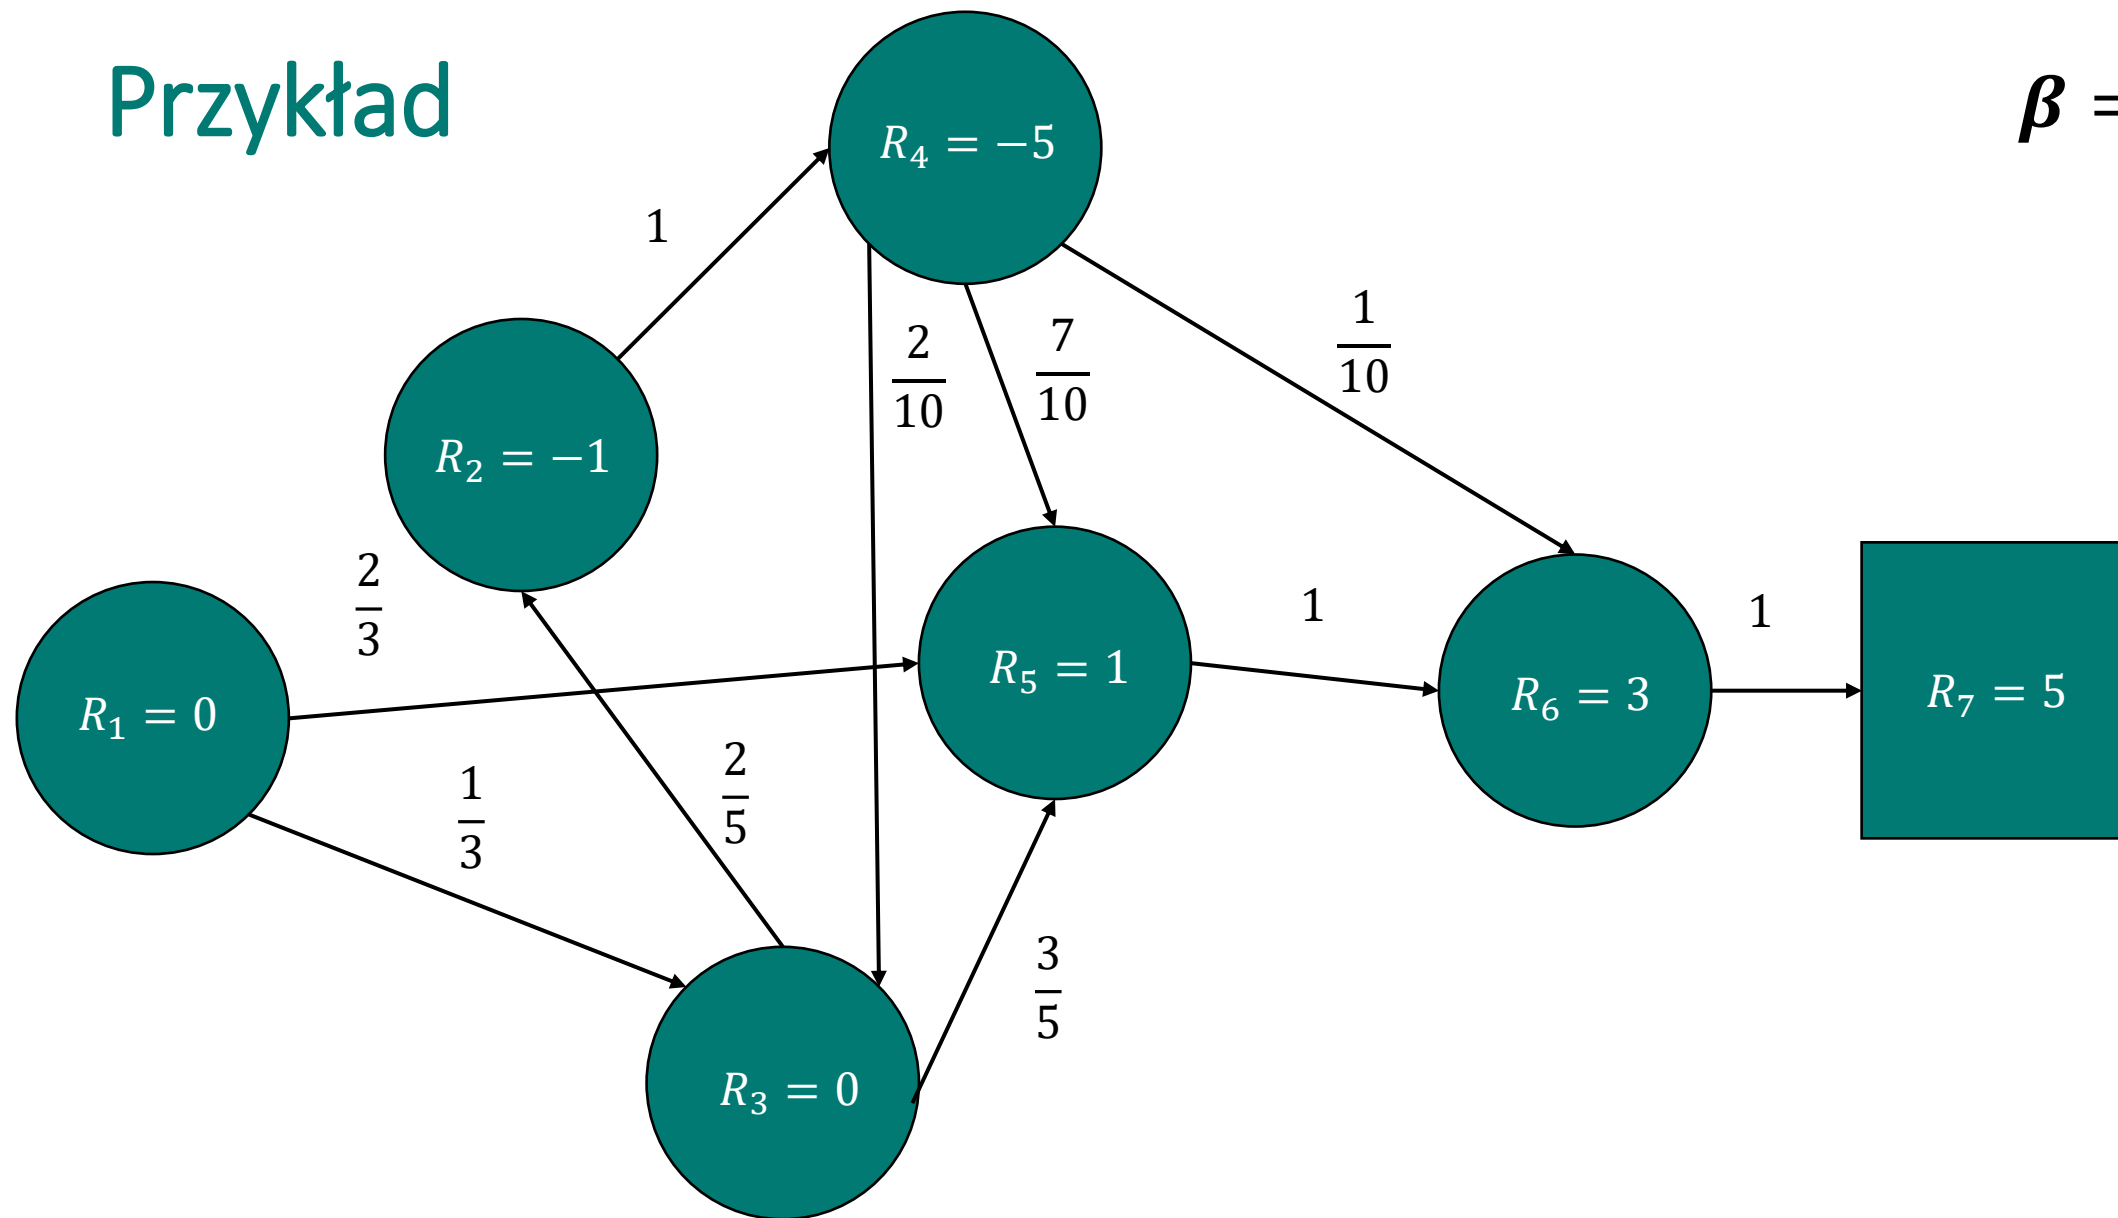 Przykład
β =
R₄ = −5
1
2/10
7/10
1/10
R₂ = −1
2/3
R₁ = 0
R₅ = 1
1
R₆ = 3
1
R₇ = 5
1/3
2/5
3/5
R₃ = 0